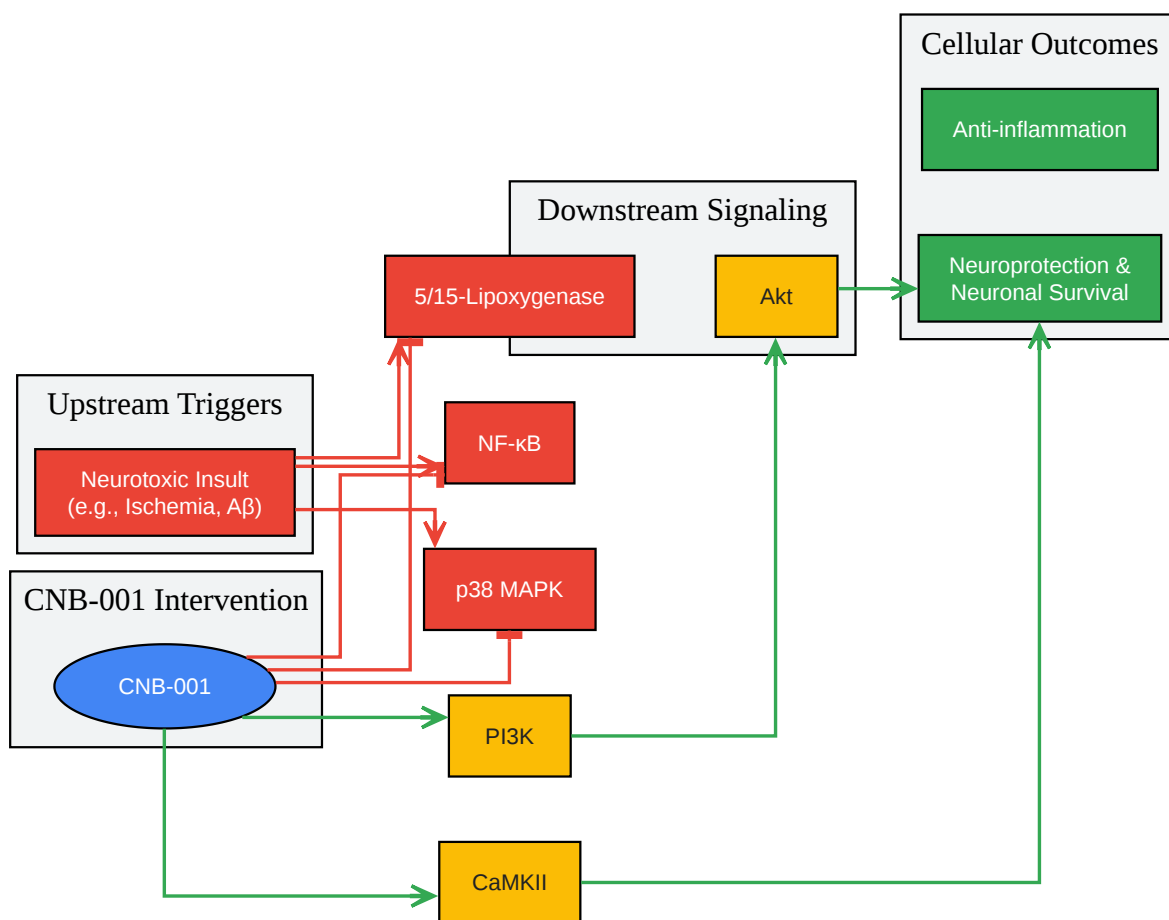 Cellular Outcomes
Anti-inflammation
Downstream Signaling
Neuroprotection &
Neuronal Survival
5/15-Lipoxygenase
Akt
Upstream Triggers
NF-κB
Neurotoxic Insult
(e.g., Ischemia, Aβ)
p38 MAPK
CNB-001 Intervention
CNB-001
PI3K
CaMKII